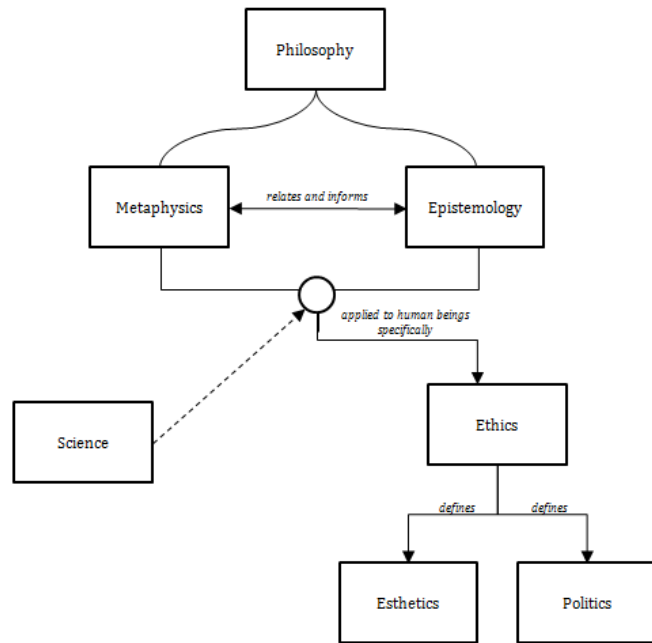 Philosophy
Metaphysics
relates and informs
Epistemology
applied to human beings
specifically
Science
Ethics
defines
defines
Esthetics
Politics